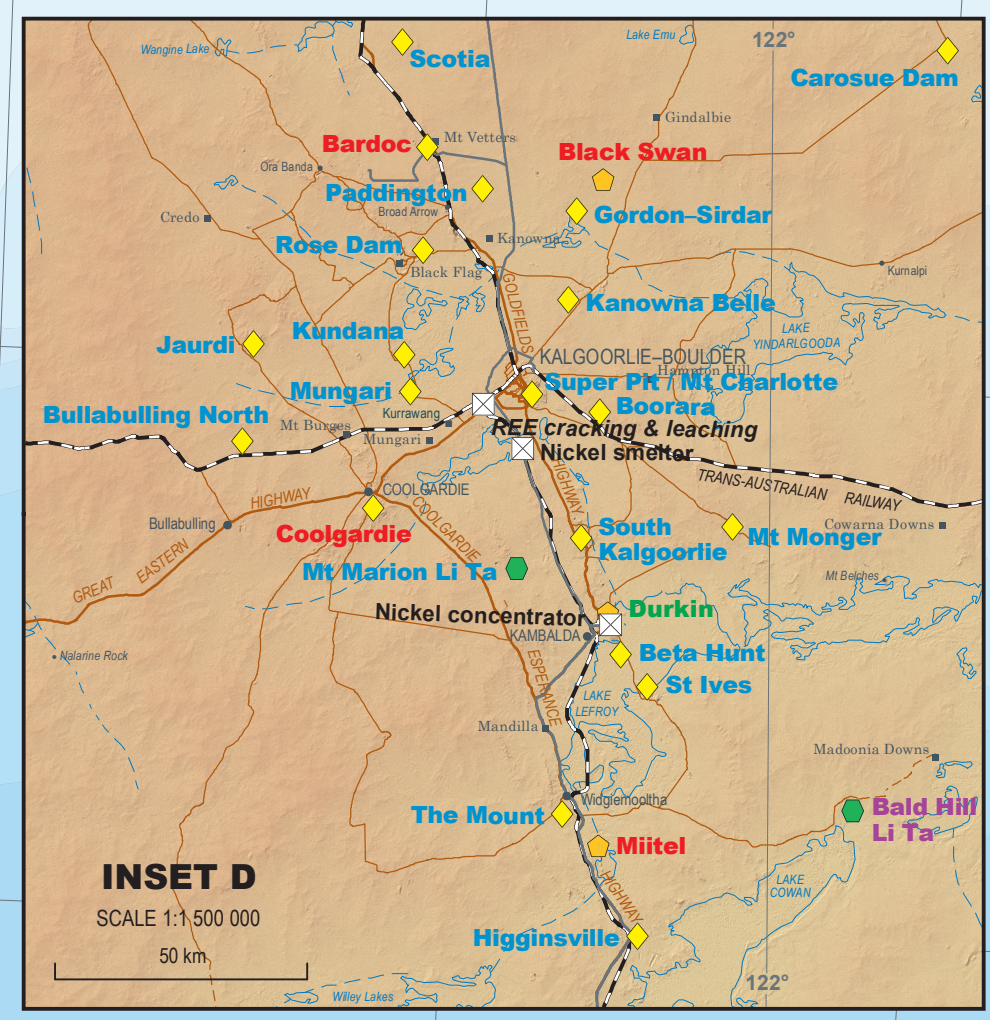 Wangine Lake
Scotia
Lake Emu
122°
Carosue Dam
Bardoc
Mt Vetters
Gindalbie
Black Swan
Ora Banda
Paddington
Broad Arrow
Credo
Gordon–Sirdar
Rose Dam
Kanowna
Black Flag
Kurnalpi
GOLDFIELDS
Kanowna Belle
Kundana
LAKE
YINDARLGOODA
Jaurdi
KALGOORLIE–BOULDER
Hampton Hill
Super Pit / Mt Charlotte
Mungari
Boorara
Bullabulling North
Kurrawang
Mt Burges
Mungari
REE cracking & leaching
Nickel smelter
HIGHWAY
TRANS-AUSTRALIAN RAILWAY
COOLGARDIE
HIGHWAY
COOLGARDIE
Bullabulling
Coolgardie
South
Kalgoorlie
Mt Monger
Cowarna Downs
GREAT EASTERN
Mt Marion Li Ta
Mt Belches
Nickel concentrator
Durkin
KAMBALDA
Nalarine Rock
Beta Hunt
ESPERANCE
St Ives
LAKE
LEFROY
Mandilla
Madoonia Downs
Widgiemooltha
The Mount
Bald Hill
Li Ta
Miitel
INSET D
HIGHWAY
LAKE
COWAN
SCALE 1:1 500 000
Higginsville
50 km
122°
Willey Lakes